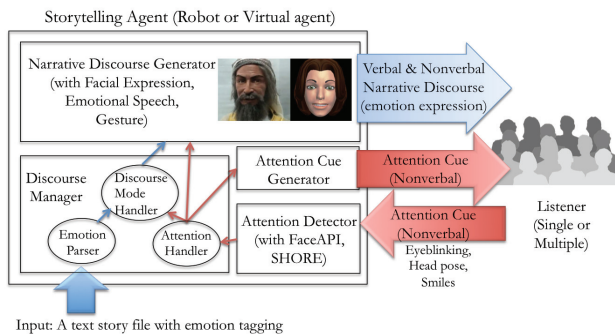 Storytelling Agent (Robot or Virtual agent)
Narrative Discourse Generator
(with Facial Expression,
Emotional Speech,
Gesture)
Verbal & Nonverbal
Narrative Discourse
(emotion expression)
Discourse
Manager
Discourse
Mode
Handler
Emotion
Parser
Attention
Handler
Attention Cue
Generator
Attention Cue
(Nonverbal)
Attention Detector
(with FaceAPI,
SHORE)
Attention Cue
(Nonverbal)
Eyeblinking,
Head pose,
Smiles
Listener
(Single or
Multiple)
Input: A text story file with emotion tagging